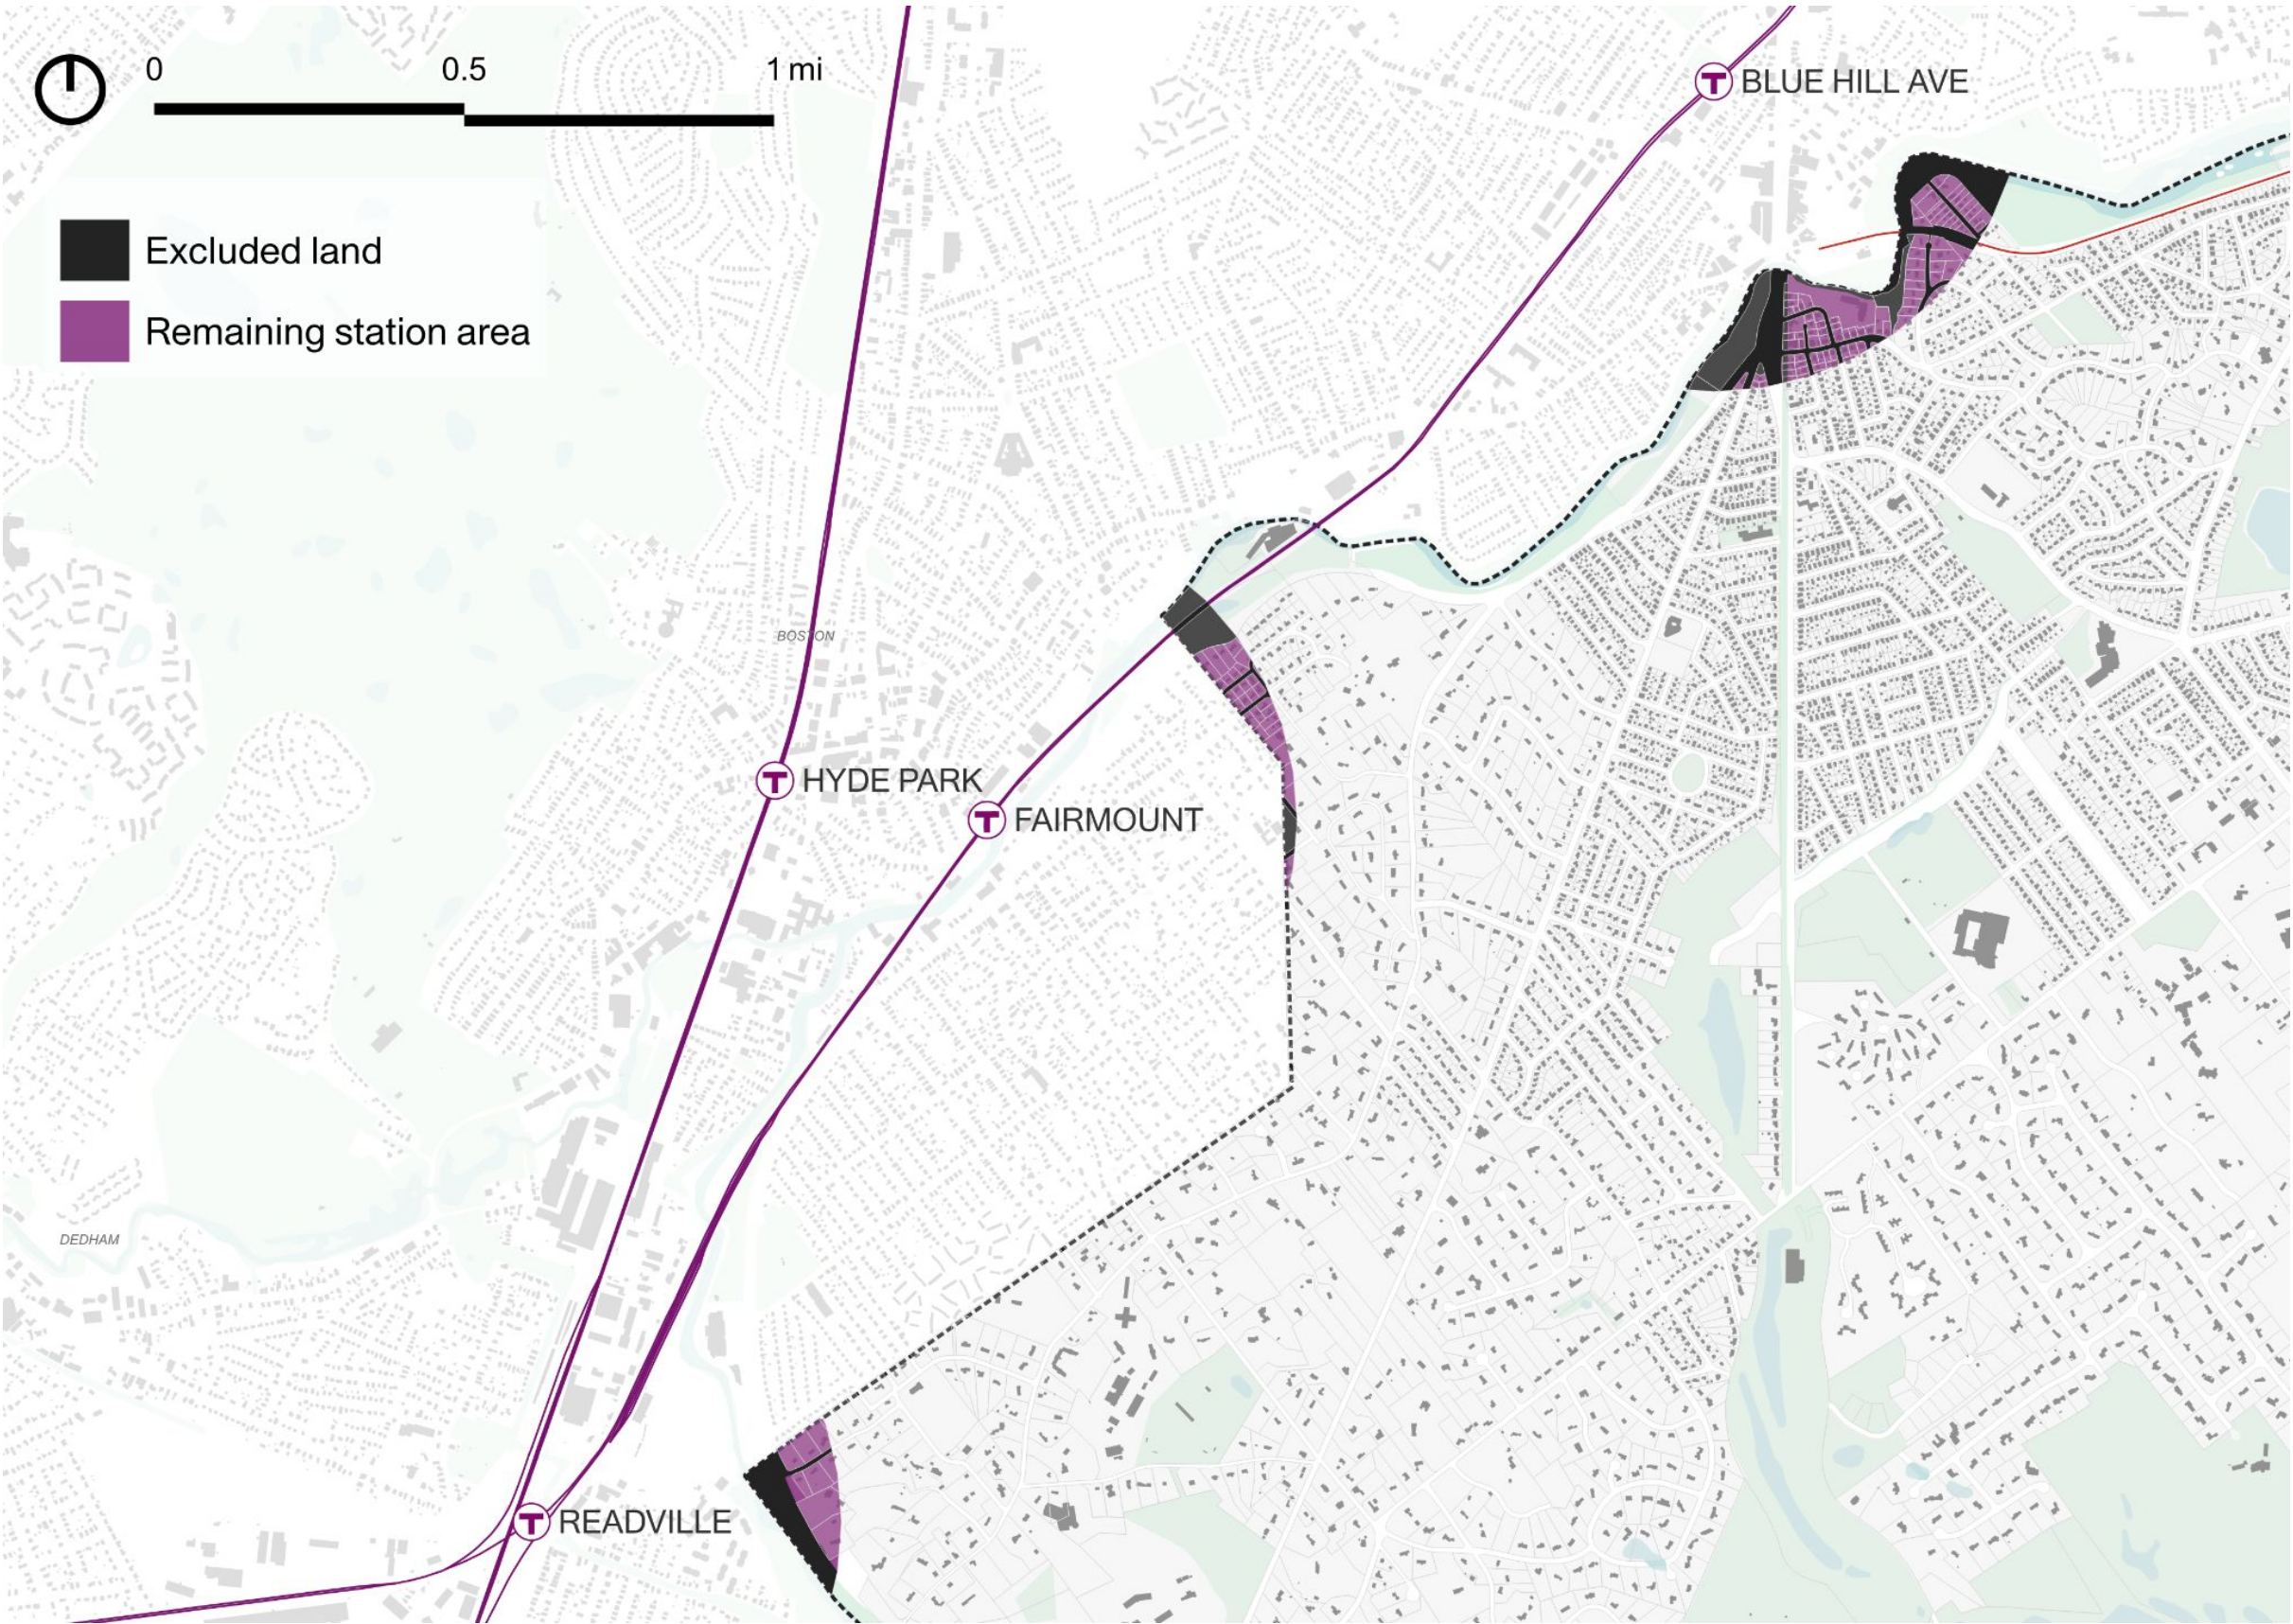 0 0.5 1 mi
Excluded land
Remaining station area
T BLUE HILL AVE
BOSTON
T HYDE PARK
T FAIRMOUNT
DEDHAM
T READVILLE